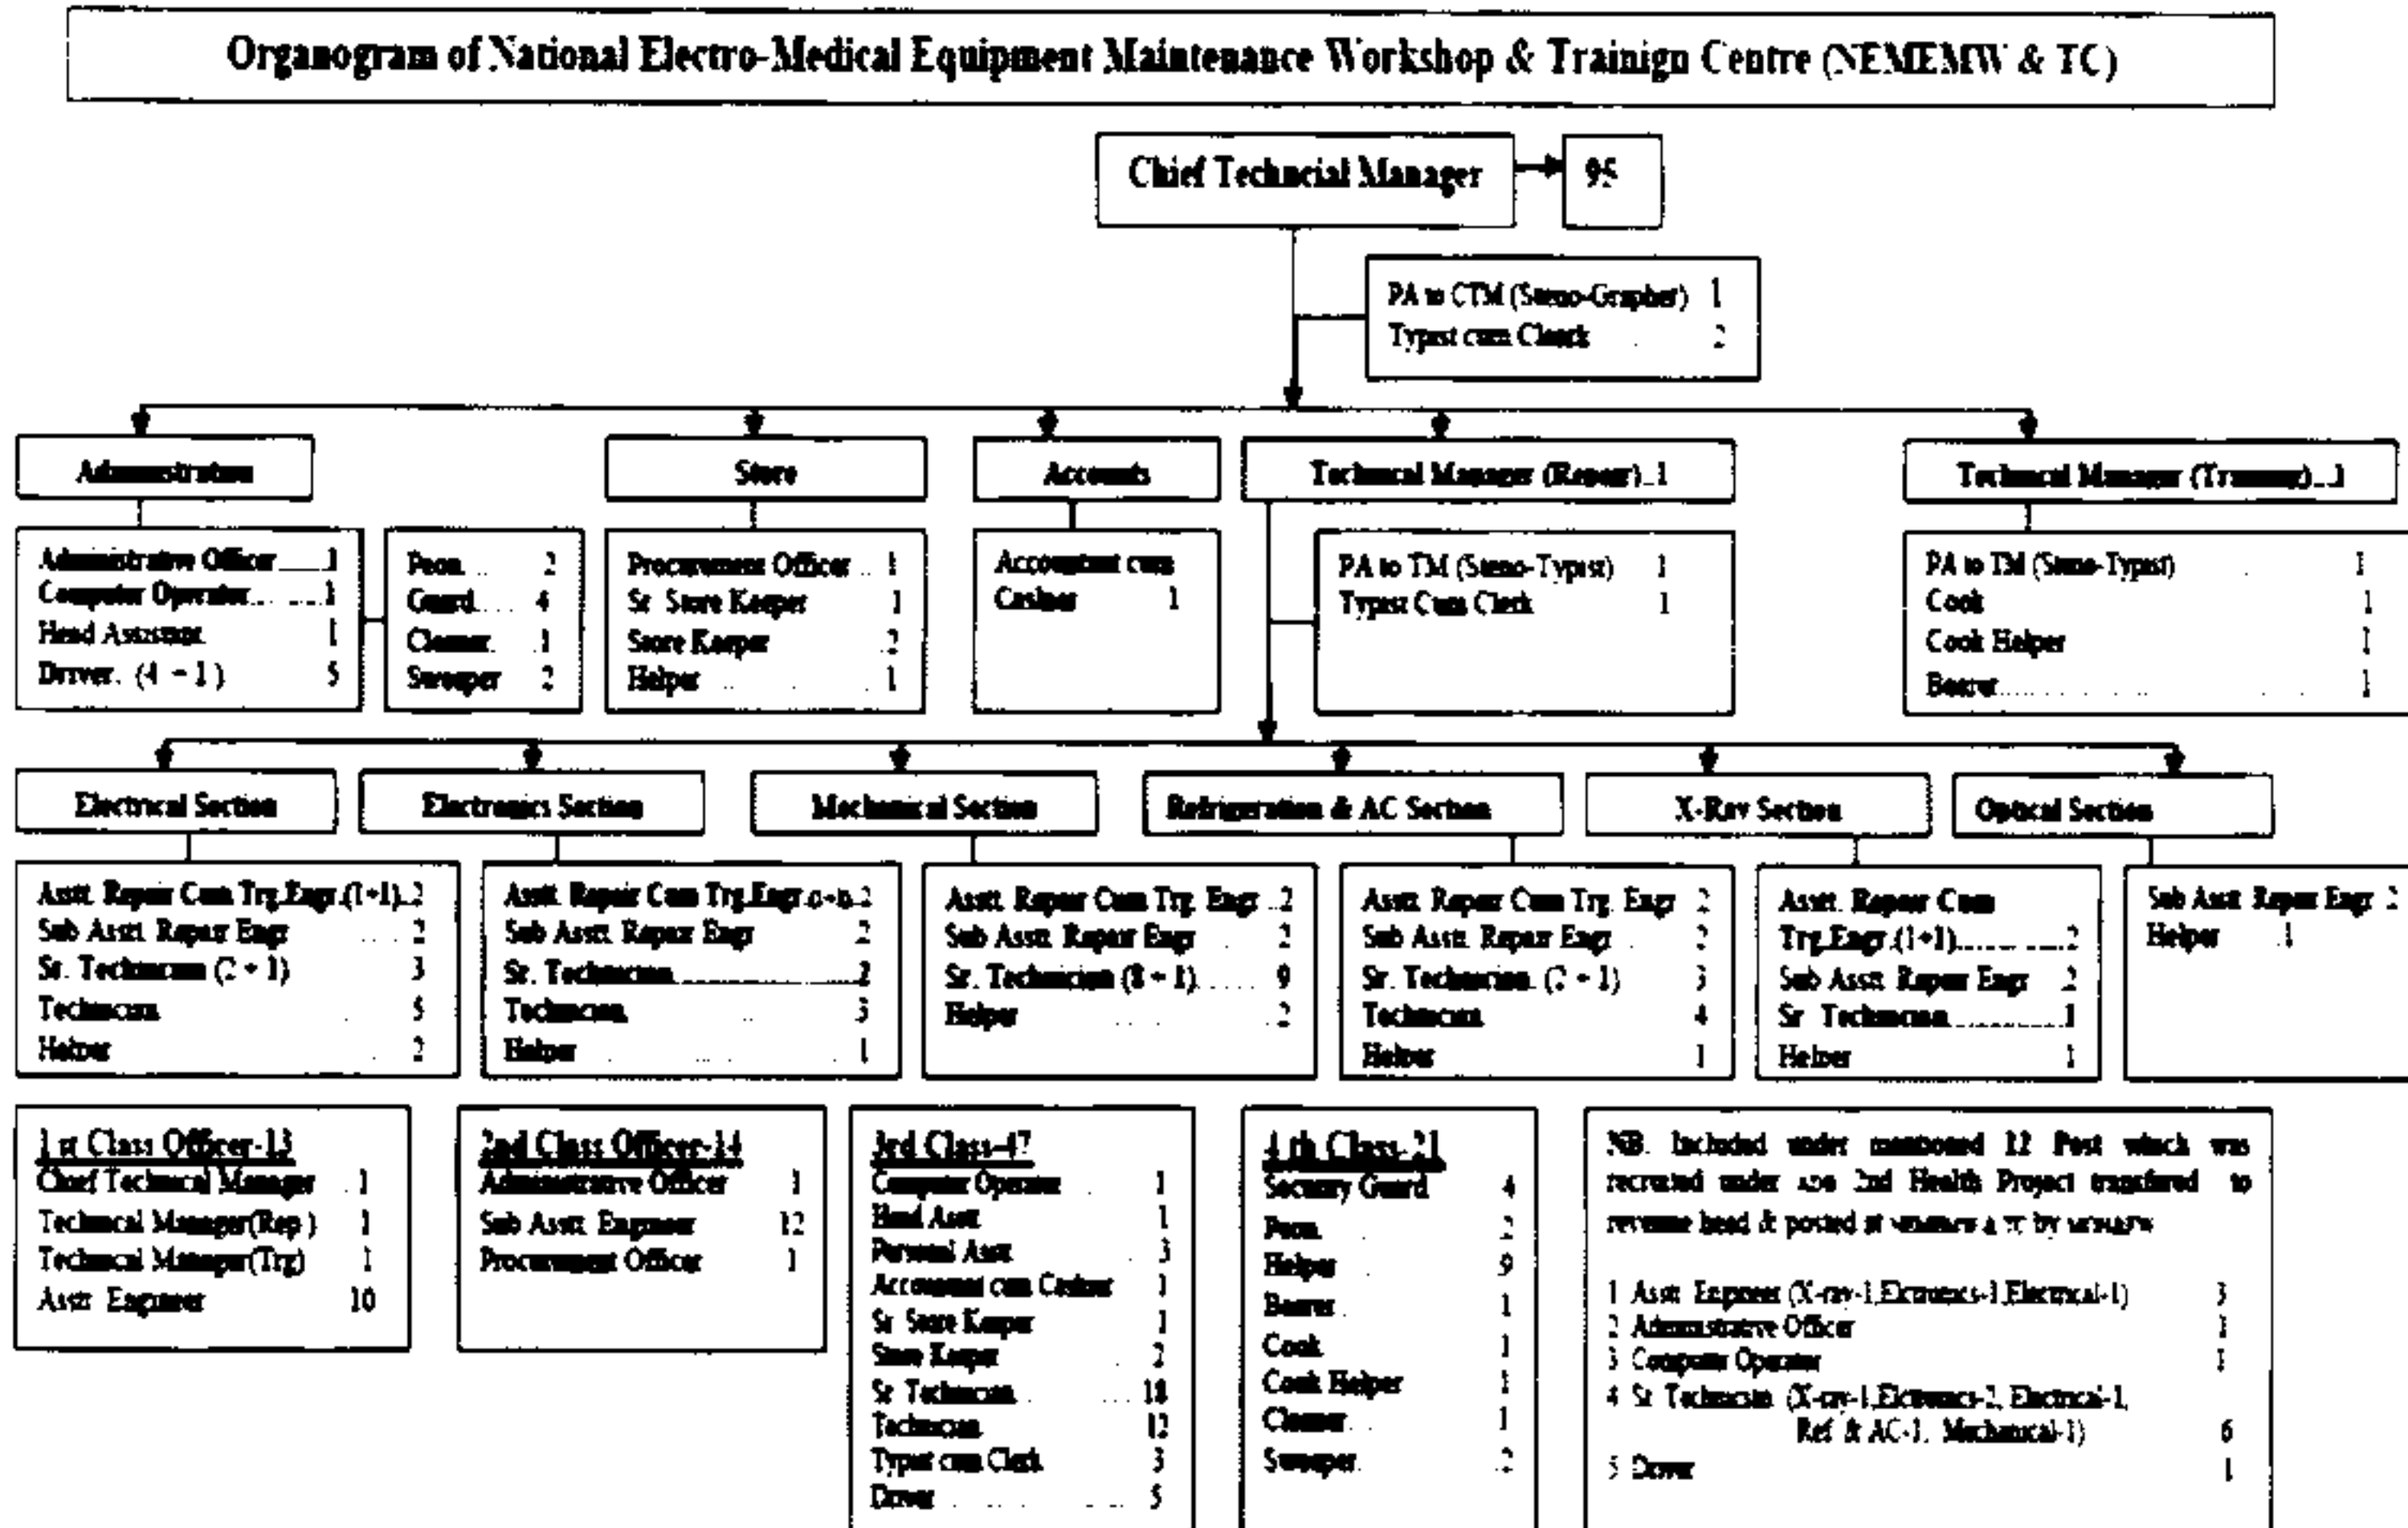 Organogram of National Electro-Medical Equipment Maintenance Workshop & Trainign Centre (NEMEMW & TC)
Chief Techncial Manager
95
PA to CTM (Steno-Grapher) 1
Typist cum Cleark 2
Administration
Store
Accounts
Technical Manager (Repair)..1
Technical Manager (Training)...1
Administrative Officer ......1
Computer Operator.........1
Head Assistant 1
Driver. (4 + 1) 5
Peon... 2
Guard.... 4
Cleaner.. 1
Sweeper 2
Procurement Officer .. 1
Sr. Store Keeper 1
Store Keeper 2
Helper 1
Accountant cum
Cashier 1
PA to TM (Steno-Typist) 1
Typist Cum Clerk 1
PA to TM (Steno-Typist) 1
Cook 1
Cook Helper 1
Bearer 1
Electrical Section
Electronics Section
Mechanical Section
Refrigeration & AC Section
X-Ray Section
Optical Section
Asstt. Repair Cum Trg.Engr.(1+1)..2
Sub Asstt. Repair Engr 2
Sr. Technician (2 + 1) 3
Technician 5
Helper 2
Asstt. Repair Cum Trg.Engr. 2
Sub Asstt. Repair Engr 2
Sr. Technician 2
Technician 3
Helper 1
Asstt. Repair Cum Trg. Engr ..2
Sub Asstt. Repair Engr 2
Sr. Technician (8 + 1) 9
Helper 2
Asstt. Repair Cum Trg. Engr 2
Sub Asstt. Repair Engr 2
Sr. Technician. (2 + 1) 3
Technician 4
Helper 1
Asstt. Repair Cum
Trg.Engr.(1+1) 2
Sub Asstt. Repair Engr 2
Sr. Technician 1
Helper 1
Sub Asstt. Repair Engr 2
Helper .1
1 st Class Officer-13
Chief Technical Manager 1
Technical Manager(Rep.) 1
Technical Manager(Trg) 1
Asstt. Engineer 10
2nd Class Officer-14
Administrative Officer 1
Sub Asstt. Engineer 12
Procurement Officer 1
3rd Class-47
Computer Operator 1
Head Asstt 1
Personal Asstt 3
Accountant cum Cashier 1
Sr Store Keeper 1
Store Keeper 2
Sr Technician 18
Technician 12
Typist cum Clerk 3
Driver 5
4 th Class-21
Security Guard 4
Peon 2
Helper 9
Bearer 1
Cook 1
Cook Helper 1
Cleaner 1
Sweeper 2
NB. Included under mentioned 12 Post which was
recruited under 2nd Health Project transfered to
revenue head & posted at by
1 Asstt. Engineer (X-ray-1,Elctronics-1,Electrical-1) 3
2 Administrative Officer 1
3 Computer Operator 1
4 Sr Technician (X-ray-1,Elctronics-2, Electrical-1,
Ref & AC-1, Mechanical-1) 6
5 Driver 1